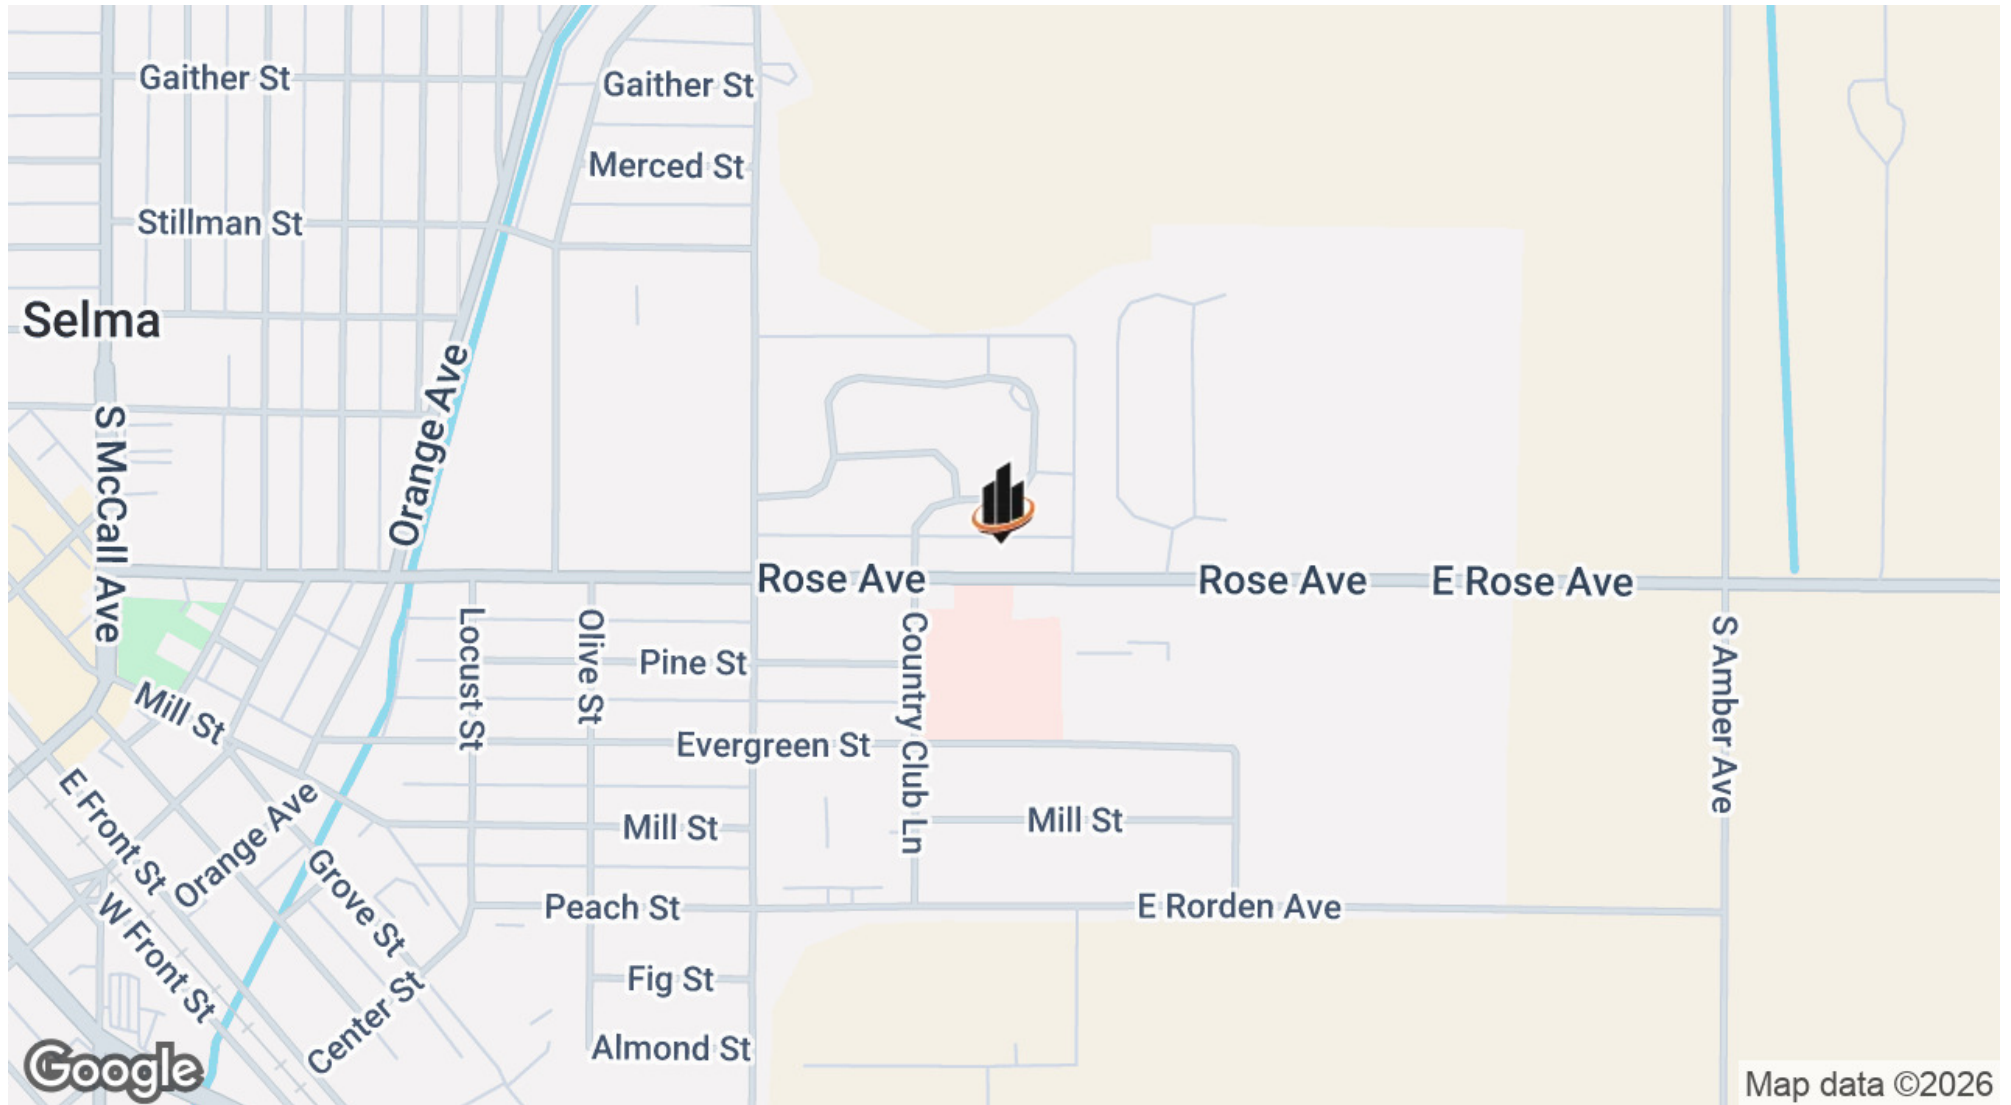 Gaither St
Gaither St
Merced St
Stillman St
Selma
Orange Ave
S McCall Ave
Rose Ave
Rose Ave
E Rose Ave
Locust St
Olive St
Country Club Ln
Pine St
S Amber Ave
Mill St
Evergreen St
E Front St
Orange Ave
Mill St
Mill St
Grove St
W Front St
Peach St
E Rorden Ave
Fig St
Center St
Almond St
Google
Map data ©2026